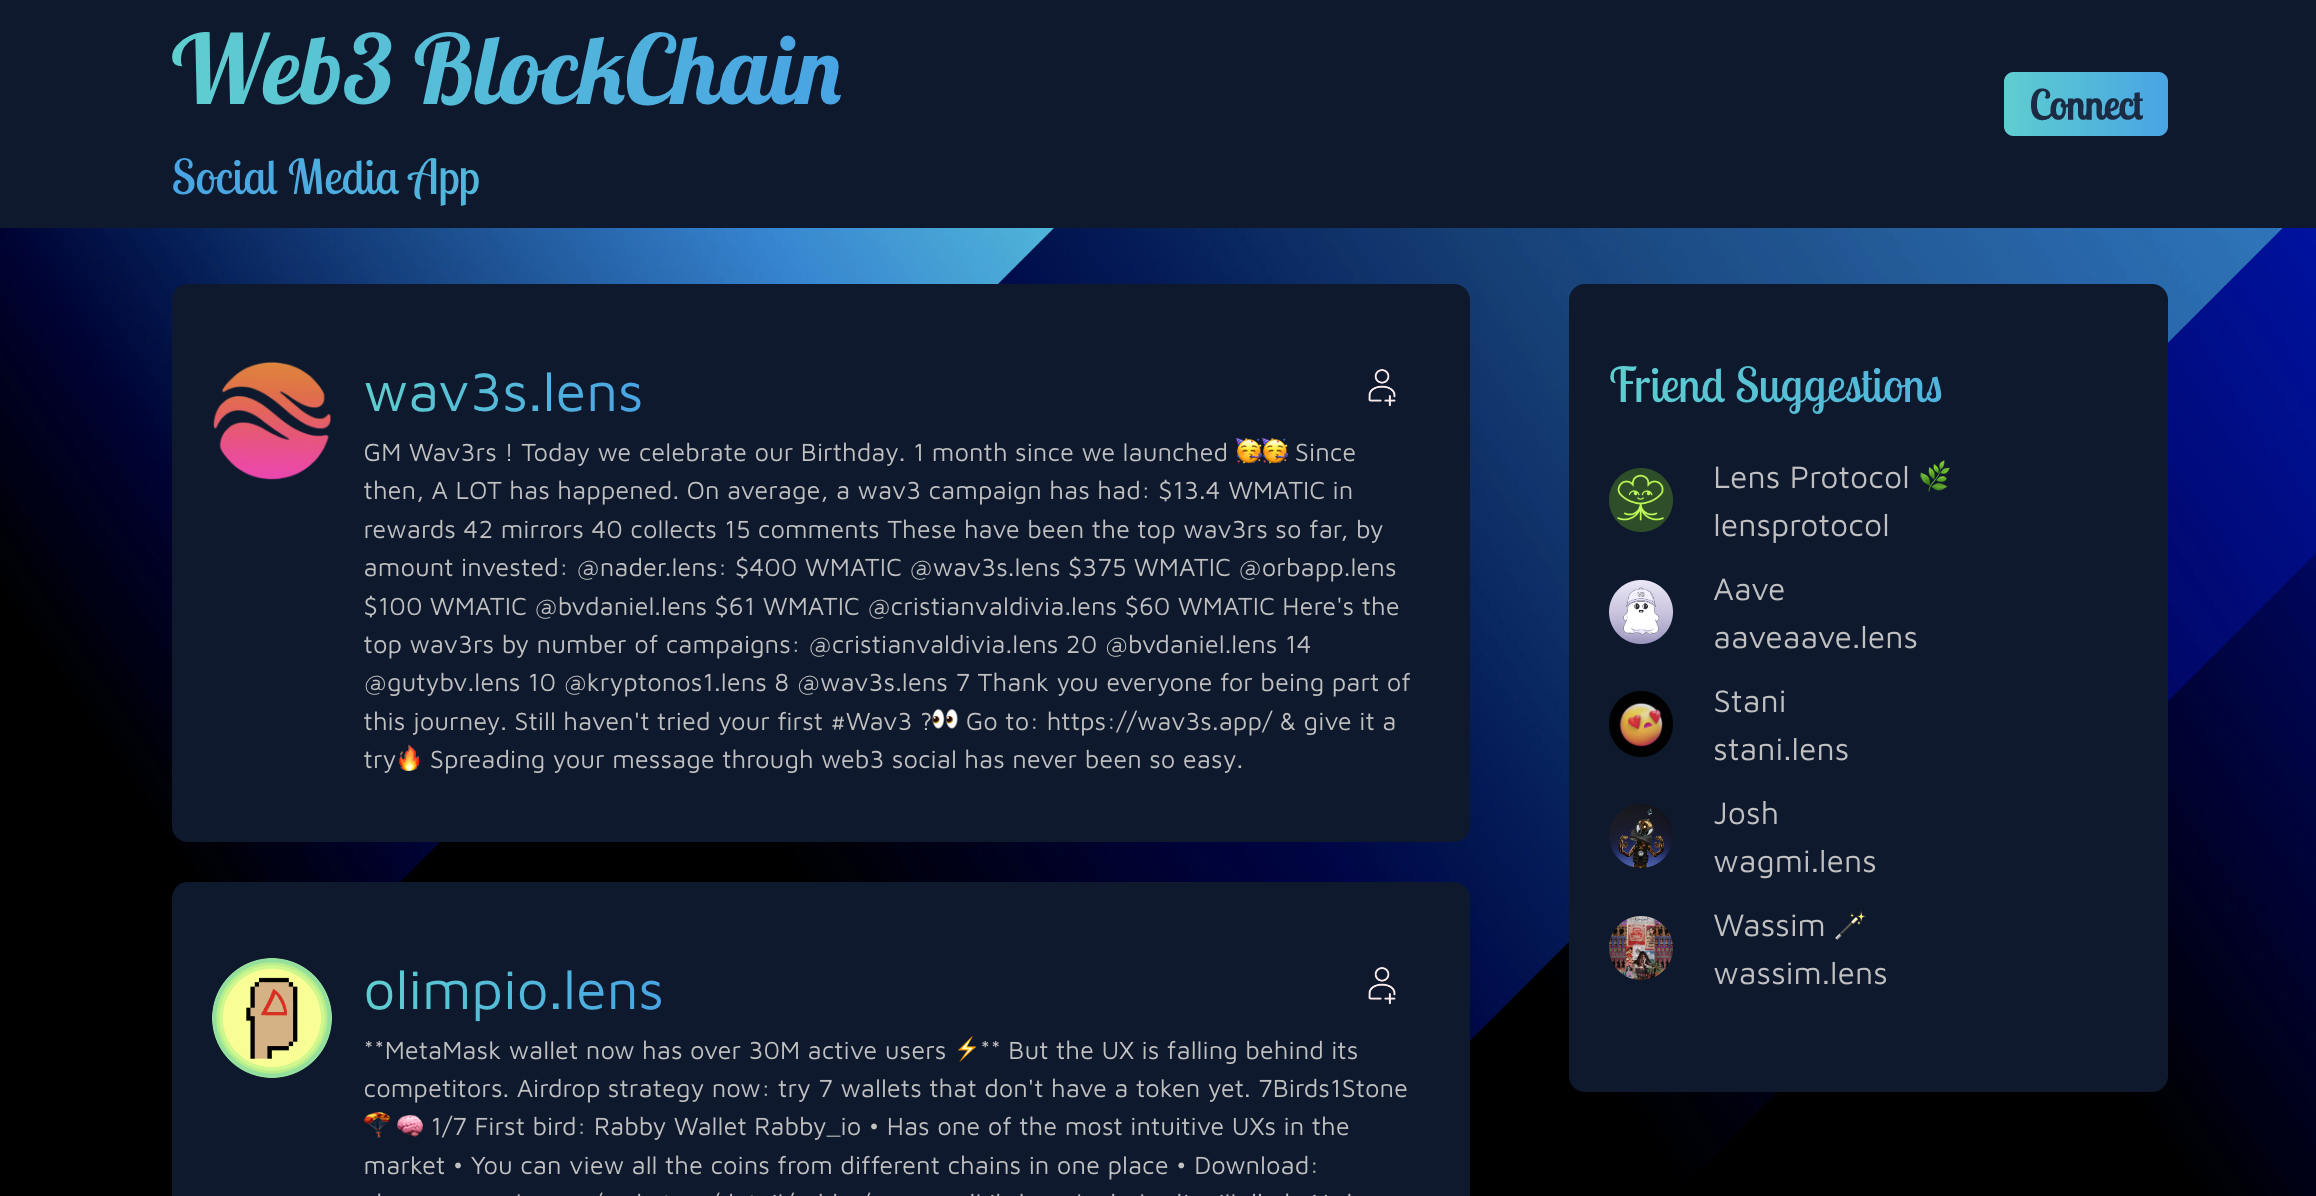 Web3 BlockChain
Social Media App
Connect
wav3s.lens
GM Wav3rs ! Today we celebrate our Birthday. 1 month since we launched 🥳🥳 Since
then, A LOT has happened. On average, a wav3 campaign has had: $13.4 WMATIC in
rewards 42 mirrors 40 collects 15 comments These have been the top wav3rs so far, by
amount invested: @nader.lens: $400 WMATIC @wav3s.lens $375 WMATIC @orbapp.lens
$100 WMATIC @bvdaniel.lens $61 WMATIC @cristianvaldivia.lens $60 WMATIC Here's the
top wav3rs by number of campaigns: @cristianvaldivia.lens 20 @bvdaniel.lens 14
@gutybv.lens 10 @kryptonos1.lens 8 @wav3s.lens 7 Thank you everyone for being part of
this journey. Still haven't tried your first #Wav3 ?👀 Go to: https://wav3s.app/ & give it a
try🔥 Spreading your message through web3 social has never been so easy.
olimpio.lens
**MetaMask wallet now has over 30M active users ⚡** But the UX is falling behind its
competitors. Airdrop strategy now: try 7 wallets that don't have a token yet. 7Birds1Stone
🪂🧠 1/7 First bird: Rabby Wallet Rabby_io • Has one of the most intuitive UXs in the
market • You can view all the coins from different chains in one place • Download:
Friend Suggestions
Lens Protocol 🌿
lensprotocol
Aave
aaveaave.lens
Stani
stani.lens
Josh
wagmi.lens
Wassim 🪄
wassim.lens